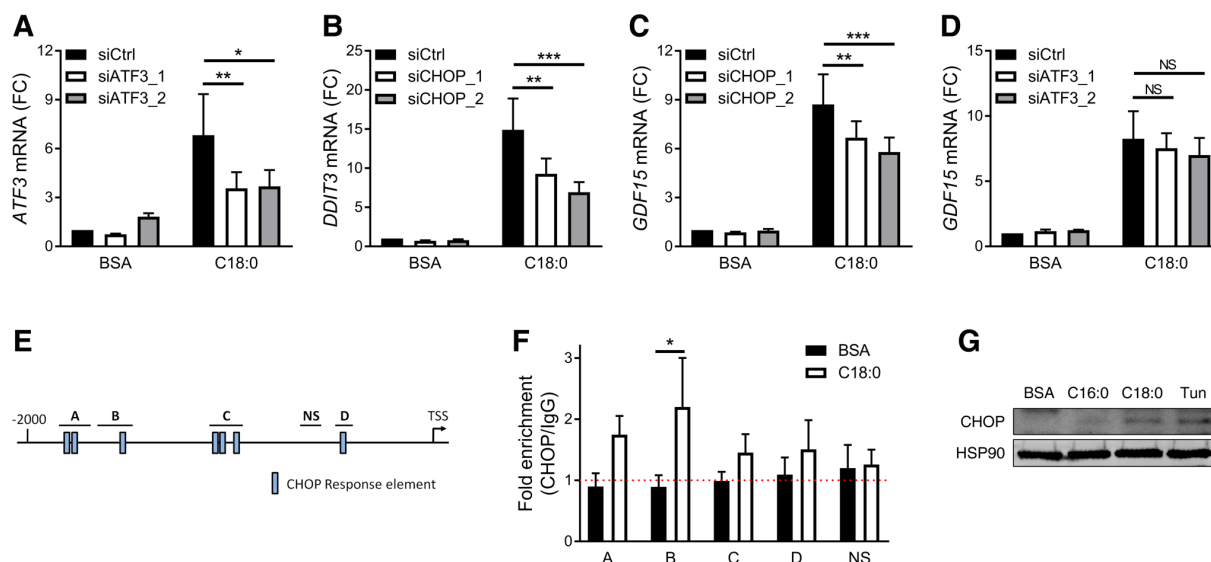 A
siCtrl
siATF3_1
siATF3_2
ATF3 mRNA (FC)
12
9
6
3
0
*
**
BSA
C18:0
B
siCtrl
siCHOP_1
siCHOP_2
DDIT3 mRNA (FC)
25
20
15
10
5
0
***
**
BSA
C18:0
C
siCtrl
siCHOP_1
siCHOP_2
GDF15 mRNA (FC)
12
9
6
3
0
***
**
BSA
C18:0
D
siCtrl
siATF3_1
siATF3_2
GDF15 mRNA (FC)
15
10
5
0
NS
NS
BSA
C18:0
E
-2000
A
B
C
NS
D
TSS
CHOP Response element
F
Fold enrichment
(CHOP/IgG)
3
2
1
0
*
BSA
C18:0
A B C D NS
G
BSA C16:0 C18:0 Tun
CHOP
HSP90